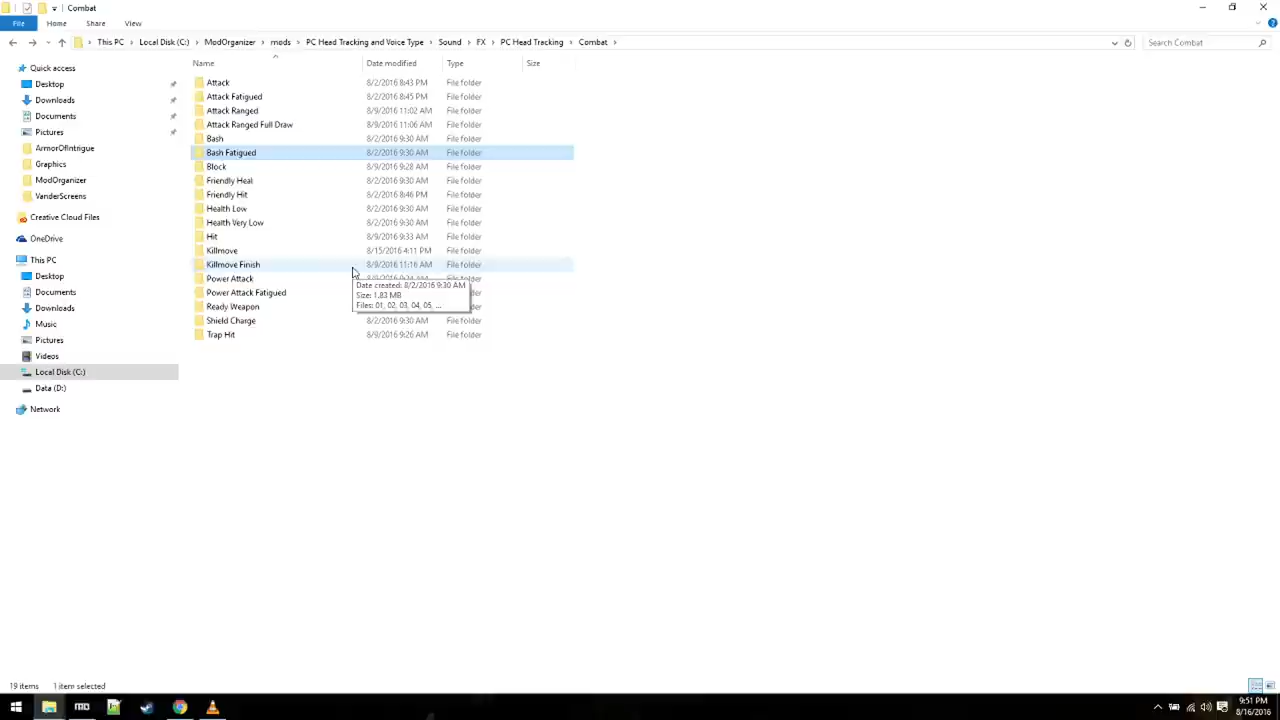 Combat
File Home Share View
This PC Local Disk (C:) ModOrganizer mods PC Head Tracking and Voice Type Sound FX PC Head Tracking Combat Search Combat
Name Date modified Type Size
Quick access
Desktop
Downloads
Documents
Pictures
ArmorOfIntrigue
Graphics
ModOrganizer
VanderScreens
Creative Cloud Files
OneDrive
This PC
Desktop
Documents
Downloads
Music
Pictures
Videos
Local Disk (C:)
Data (D:)
Network
Attack 8/2/2016 8:43 PM File folder
Attack Fatigued 8/2/2016 8:45 PM File folder
Attack Ranged 8/9/2016 11:02 AM File folder
Attack Ranged Full Draw 8/9/2016 11:06 AM File folder
Bash 8/2/2016 9:30 AM File folder
Bash Fatigued 8/2/2016 9:30 AM File folder
Block 8/9/2016 9:28 AM File folder
Friendly Heal 8/2/2016 9:30 AM File folder
Friendly Hit 8/2/2016 8:46 PM File folder
Health Low 8/2/2016 9:30 AM File folder
Health Very Low 8/2/2016 9:30 AM File folder
Hit 8/9/2016 9:33 AM File folder
Killmove 8/15/2016 4:11 PM File folder
Killmove Finish 8/9/2016 11:16 AM File folder
Power Attack File folder
Power Attack Fatigued
Ready Weapon
Shield Charge 8/2/2016 9:30 AM File folder
Trap Hit 8/9/2016 9:26 AM File folder
Date created: 8/2/2016 9:30 AM
Size: 1.83 MB
Files: 01, 02, 03, 04, 05, ...
19 items 1 item selected
9:51 PM
8/16/2016